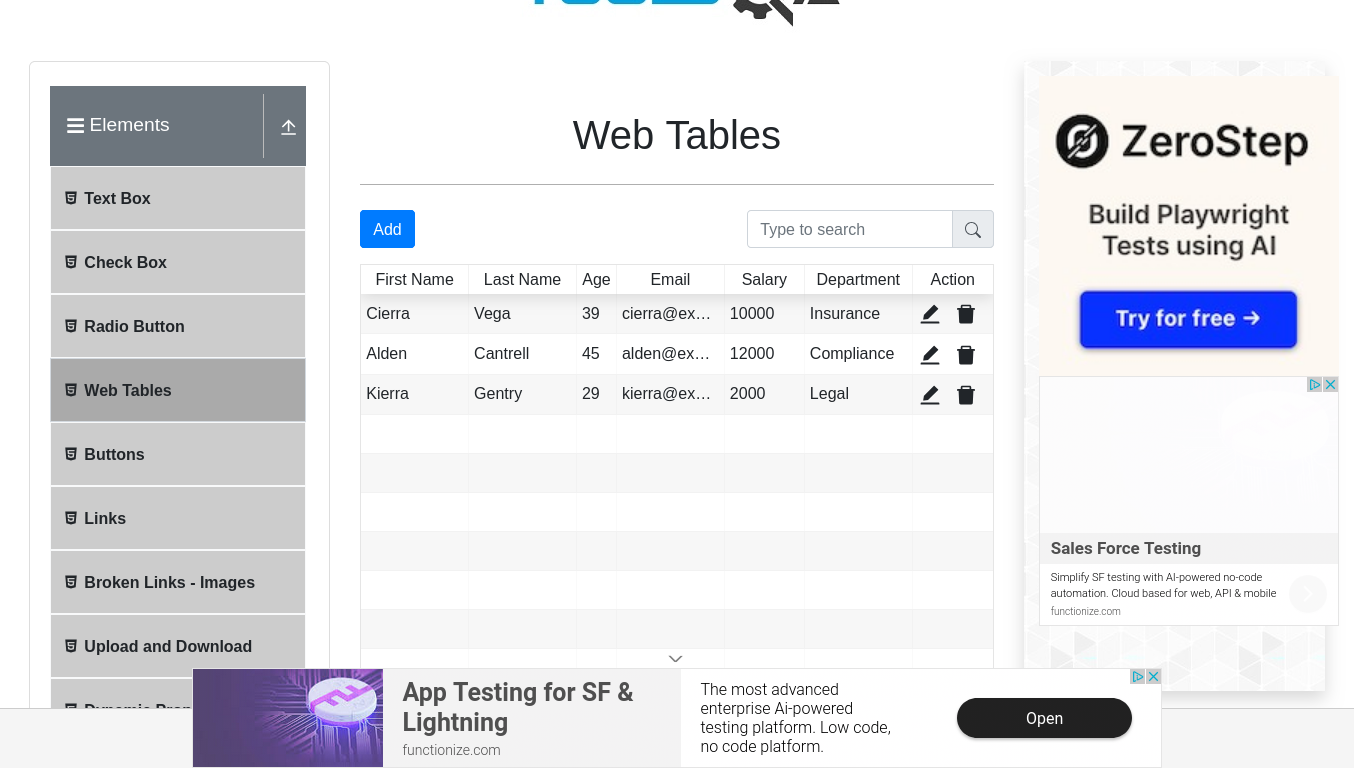 Elements
Text Box
Check Box
Radio Button
Web Tables
Buttons
Links
Broken Links - Images
Upload and Download
Web Tables
Add
Type to search
First Name Last Name Age Email Salary Department Action
Cierra Vega 39 cierra@ex... 10000 Insurance
Alden Cantrell 45 alden@ex... 12000 Compliance
Kierra Gentry 29 kierra@ex... 2000 Legal
ZeroStep
Build Playwright
Tests using AI
Try for free →
Sales Force Testing
Simplify SF testing with AI-powered no-code
automation. Cloud based for web, API & mobile
functionize.com
App Testing for SF &
Lightning
functionize.com
The most advanced
enterprise Ai-powered
testing platform. Low code,
no code platform.
Open